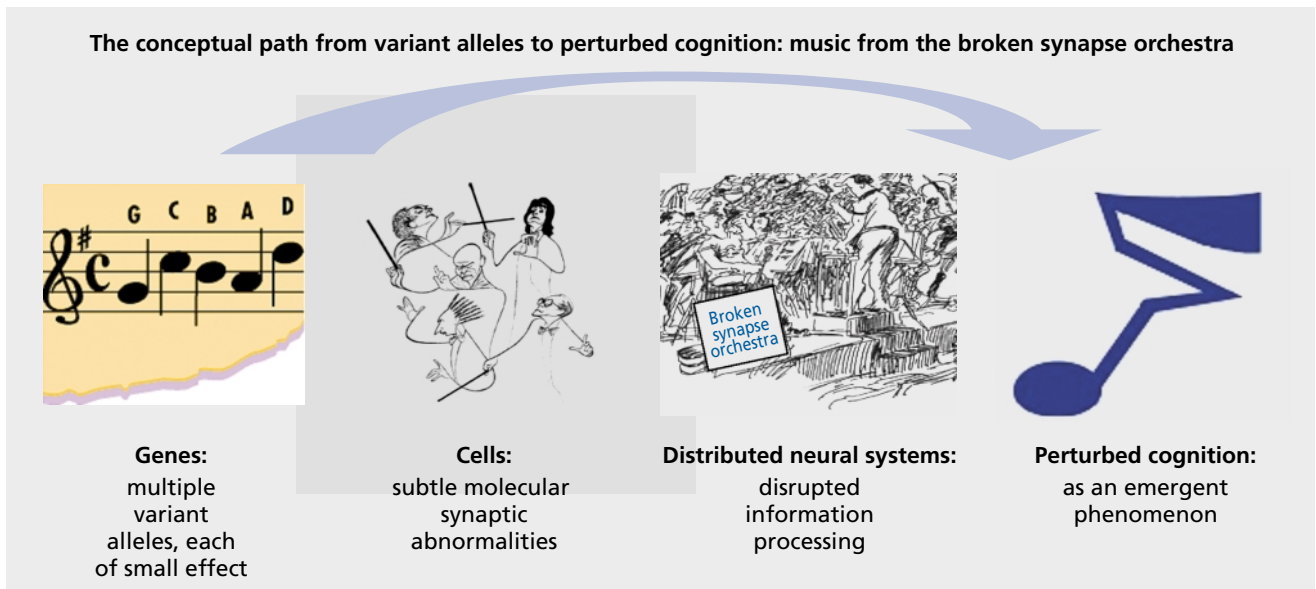 The conceptual path from variant alleles to perturbed cognition: music from the broken synapse orchestra
G C B A D
Broken
synapse
orchestra
Genes:
multiple
variant
alleles, each
of small effect
Cells:
subtle molecular
synaptic
abnormalities
Distributed neural systems:
disrupted
information
processing
Perturbed cognition:
as an emergent
phenomenon